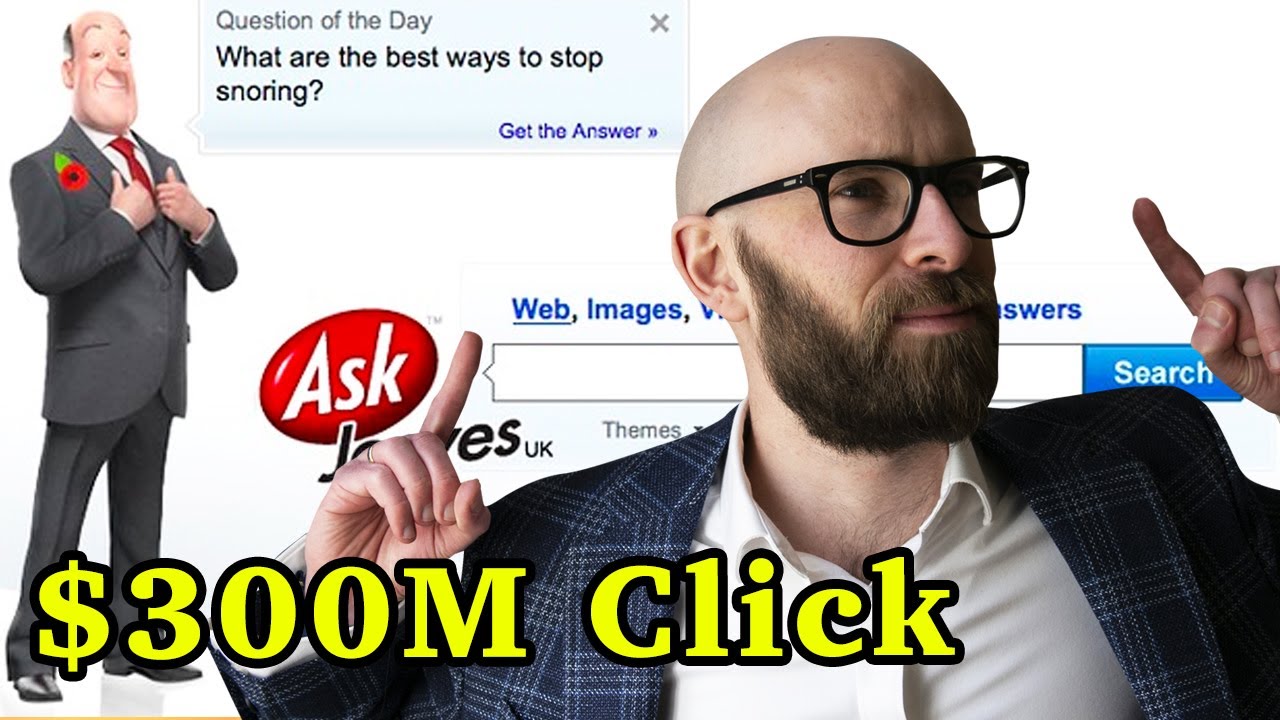 Question of the Day
What are the best ways to stop
snoring?
Get the Answer »
Web, Images,
Ask
UK
Search
Themes
$300M Click